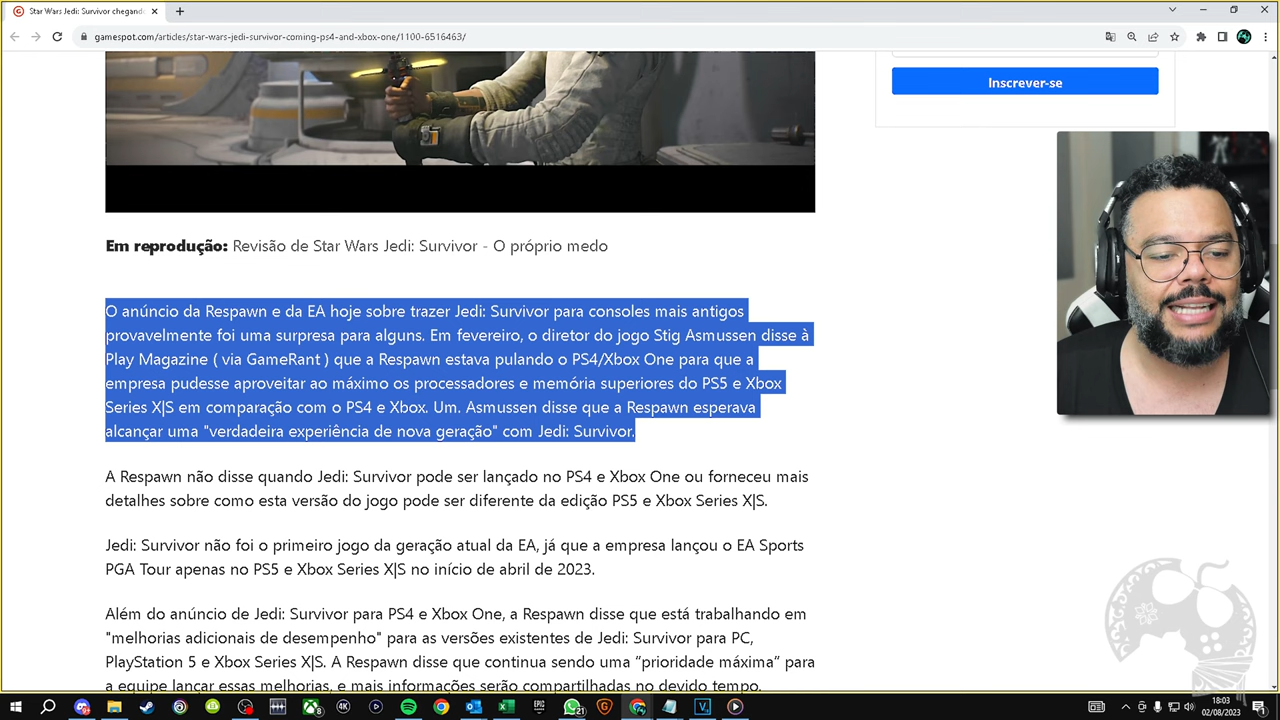 Star Wars Jedi: Survivor chegand
gamespot.com/articles/star-wars-jedi-survivor-coming-ps4-and-xbox-one/1100-6516463/
Inscrever-se
Em reprodução: Revisão de Star Wars Jedi: Survivor - O próprio medo
O anúncio da Respawn e da EA hoje sobre trazer Jedi: Survivor para consoles mais antigos
provavelmente foi uma surpresa para alguns. Em fevereiro, o diretor do jogo Stig Asmussen disse à
Play Magazine ( via GameRant ) que a Respawn estava pulando o PS4/Xbox One para que a
empresa pudesse aproveitar ao máximo os processadores e memória superiores do PS5 e Xbox
Series X|S em comparação com o PS4 e Xbox. Um. Asmussen disse que a Respawn esperava
alcançar uma "verdadeira experiência de nova geração" com Jedi: Survivor.
A Respawn não disse quando Jedi: Survivor pode ser lançado no PS4 e Xbox One ou forneceu mais
detalhes sobre como esta versão do jogo pode ser diferente da edição PS5 e Xbox Series X|S.
Jedi: Survivor não foi o primeiro jogo da geração atual da EA, já que a empresa lançou o EA Sports
PGA Tour apenas no PS5 e Xbox Series X|S no início de abril de 2023.
Além do anúncio de Jedi: Survivor para PS4 e Xbox One, a Respawn disse que está trabalhando em
"melhorias adicionais de desempenho" para as versões existentes de Jedi: Survivor para PC,
PlayStation 5 e Xbox Series X|S. A Respawn disse que continua sendo uma “prioridade máxima” para
a equipe lançar essas melhorias, e mais informações serão compartilhadas no devido tempo.
4K
EPIC
GAMES
21
18:03
02/08/2023